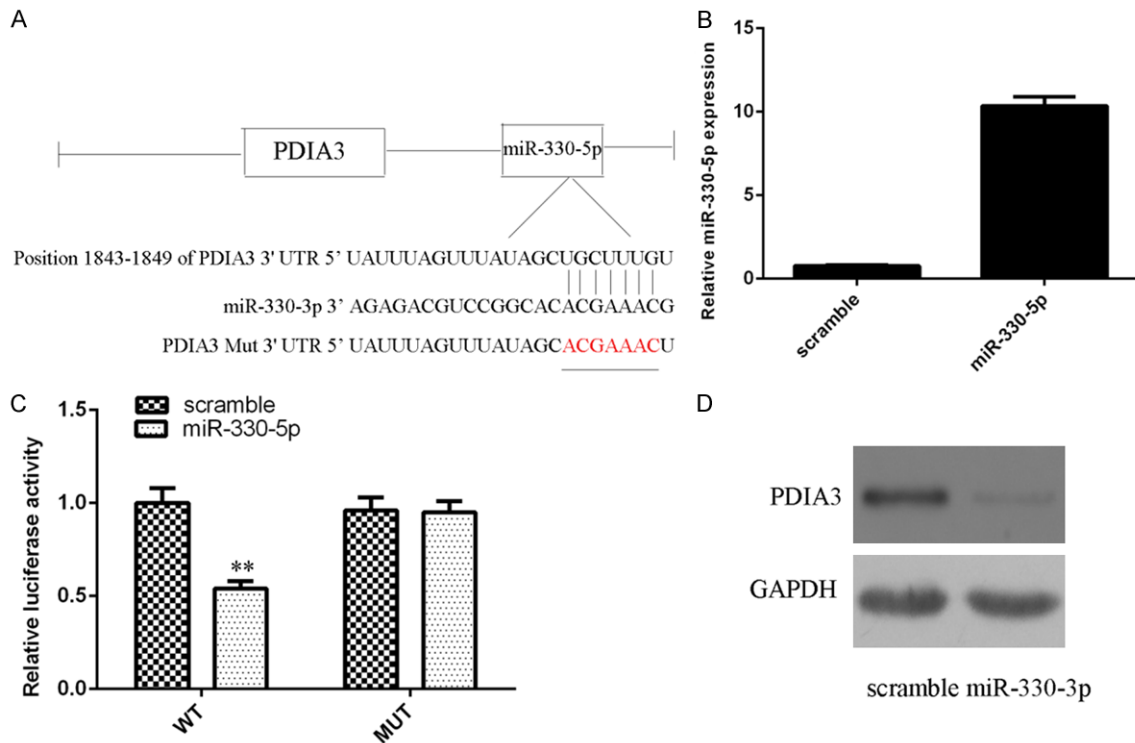 A
PDIA3
miR-330-5p
Position 1843-1849 of PDIA3 3' UTR 5’ UAUUUAGUUUAUAGCUGCUUUGU
miR-330-3p 3’ AGAGACGUCCGGCACACGAAACG
PDIA3 Mut 3' UTR 5’ UAUUUAGUUUAUAGCACGAAACU
B
Relative miR-330-5p expression
15
10
5
0
scramble
miR-330-5p
C
scramble
miR-330-5p
Relative luciferase activity
1.5
1.0
0.5
0.0
**
WT
MUT
D
PDIA3
GAPDH
scramble miR-330-3p